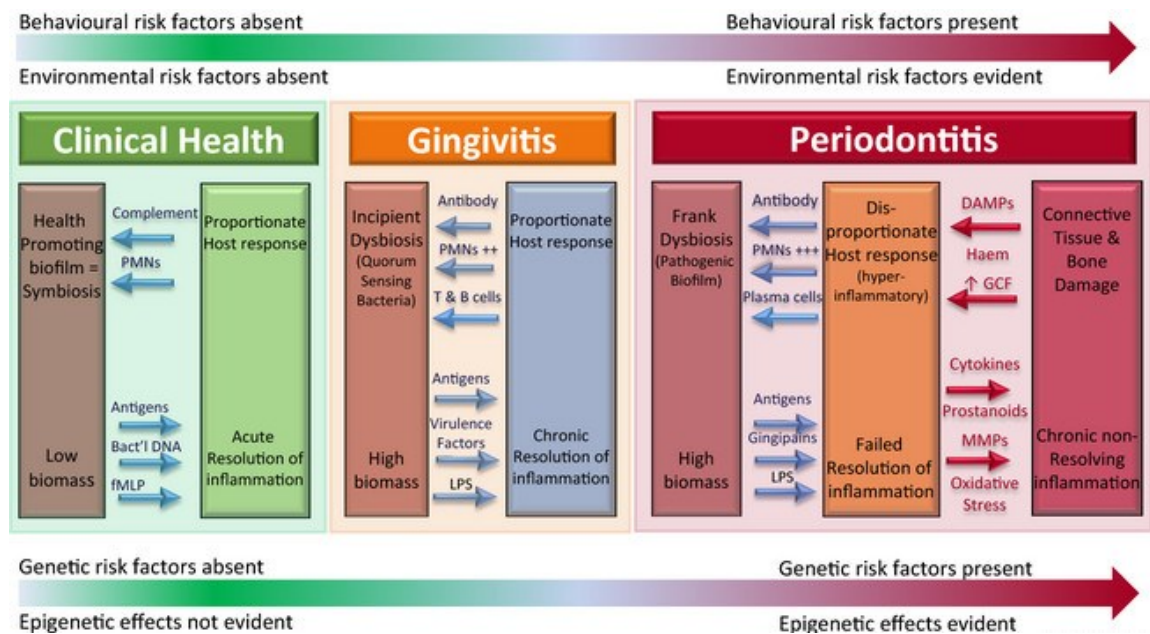 Behavioural risk factors absent
Behavioural risk factors present
Environmental risk factors absent
Environmental risk factors evident
Clinical Health
Health
Promoting
biofilm =
Symbiosis
Low
biomass
Complement
PMNs
Antigens
Bact'l DNA
fMLP
Proportionate
Host response
Acute
Resolution of
inflammation
Gingivitis
Incipient
Dysbiosis
(Quorum
Sensing
Bacteria)
High
biomass
Antibody
PMNs ++
T & B cells
Antigens
Virulence
Factors
LPS
Proportionate
Host response
Chronic
Resolution of
inflammation
Periodontitis
Frank
Dysbiosis
(Pathogenic
Biofilm)
High
biomass
Antibody
PMNs +++
Plasma cells
Antigens
Gingipains
LPS
Dis-
proportionate
Host response
(hyper-
inflammatory)
Failed
Resolution of
inflammation
DAMPs
Haem
↑ GCF
Cytokines
Prostanoids
MMPs
Oxidative
Stress
Connective
Tissue &
Bone
Damage
Chronic non-
Resolving
inflammation
Genetic risk factors absent
Genetic risk factors present
Epigenetic effects not evident
Epigenetic effects evident